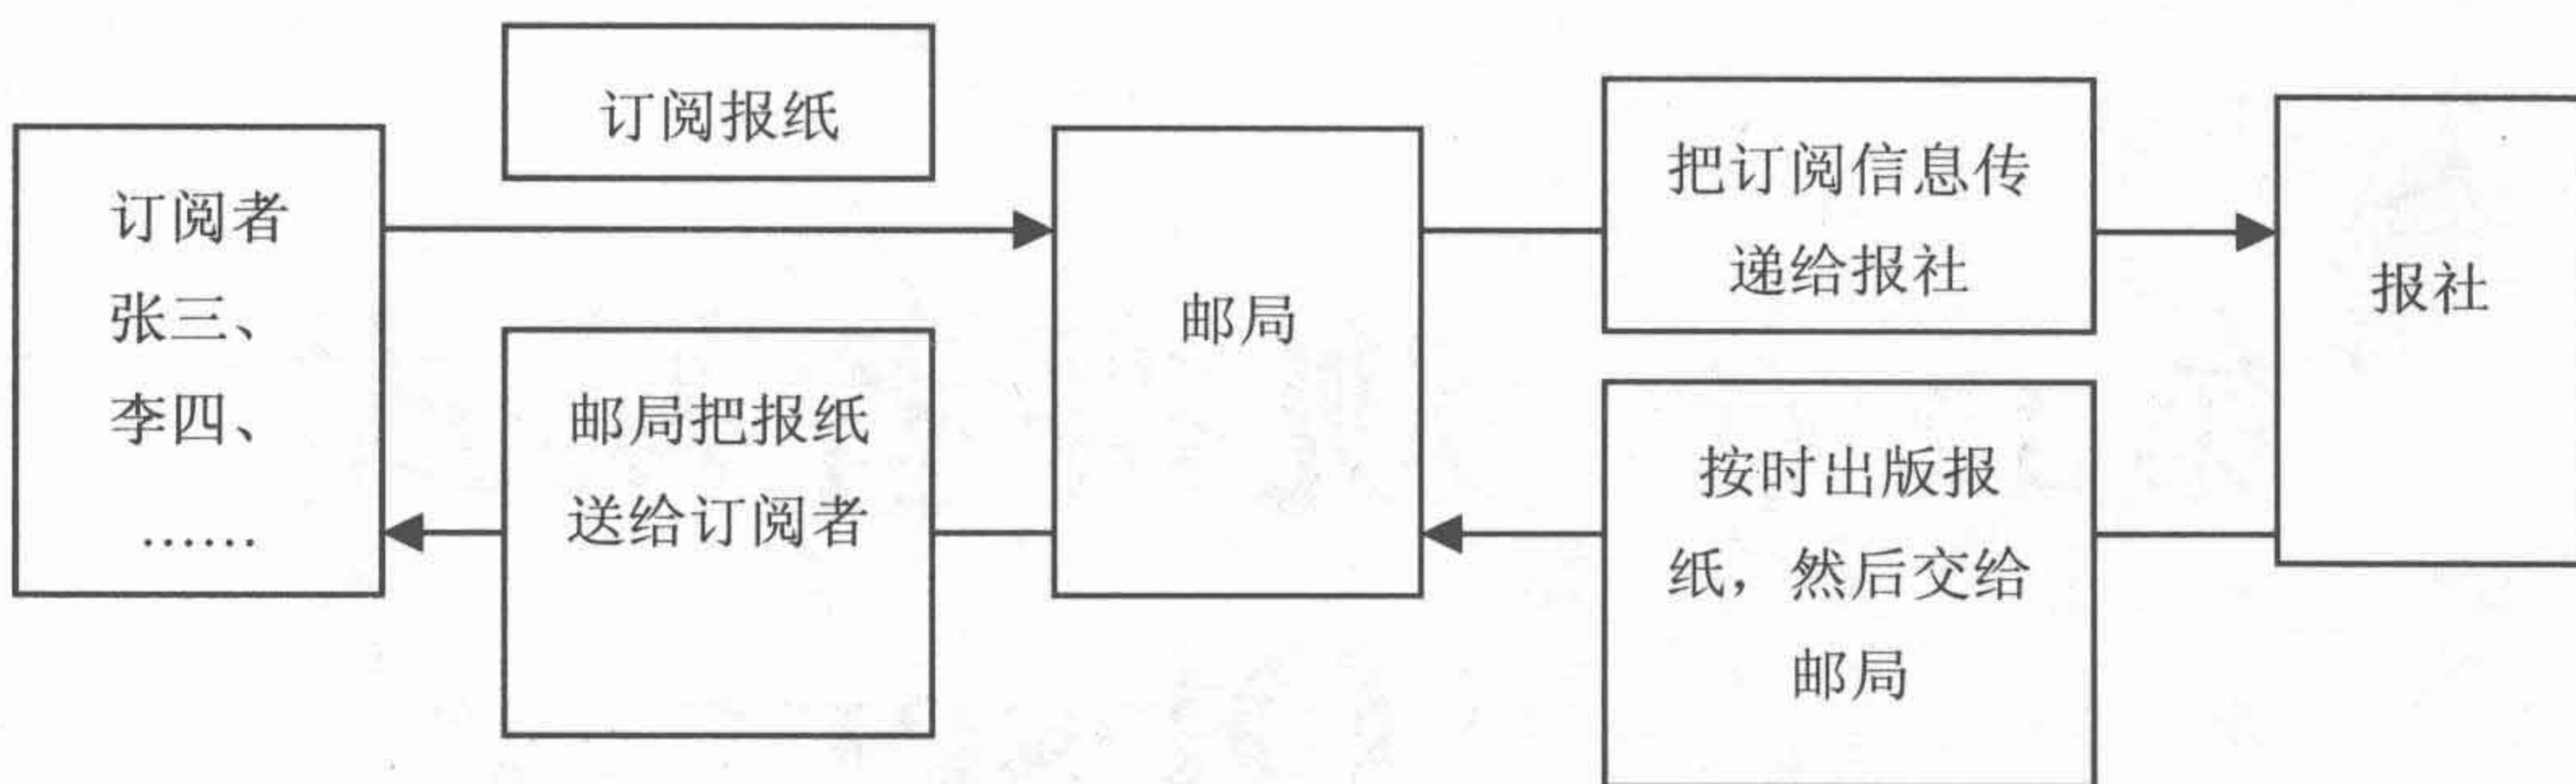 订阅报纸
订阅者
张三、
李四、
……
邮局
把订阅信息传
递给报社
报社
邮局把报纸
送给订阅者
按时出版报
纸，然后交给
邮局